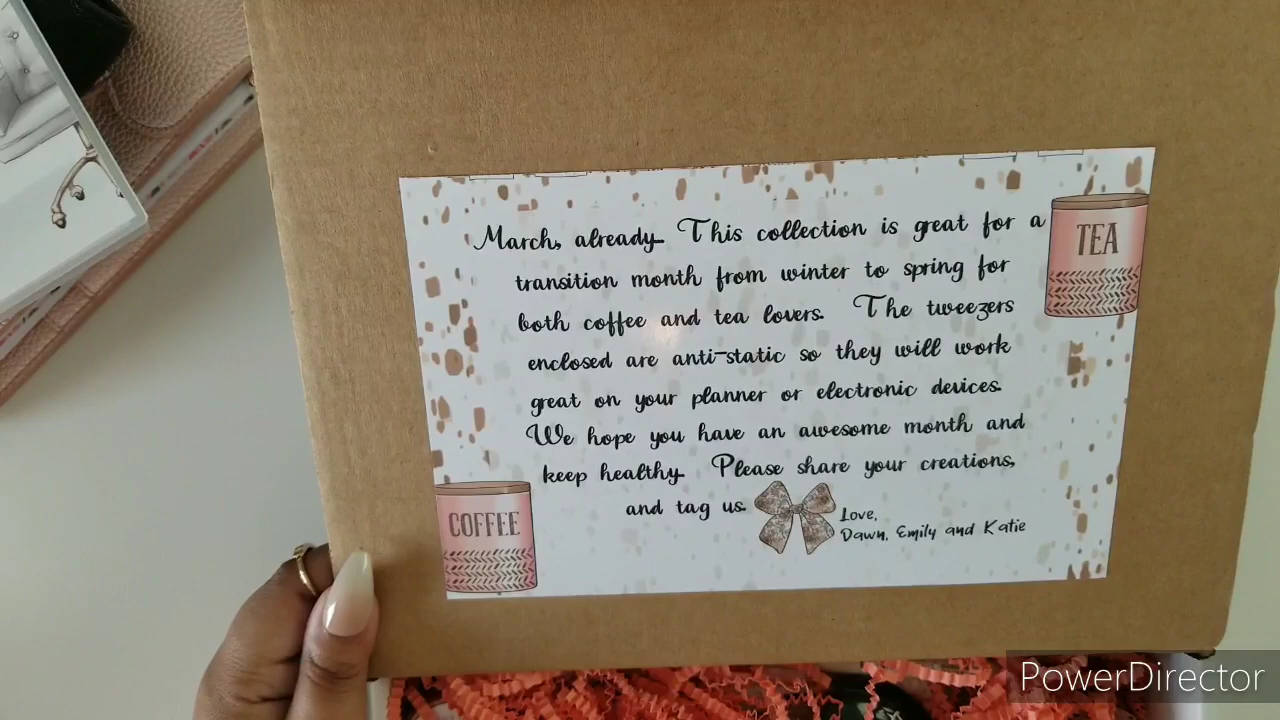 March, already. This collection is great for a
transition month from winter to spring for
both coffee and tea lovers. The tweezers
enclosed are anti-static so they will work
great on your planner or electronic devices.
We hope you have an awesome month and
keep healthy. Please share your creations,
and tag us.
Love,
Dawn, Emily and Katie
TEA
COFFEE
PowerDirector